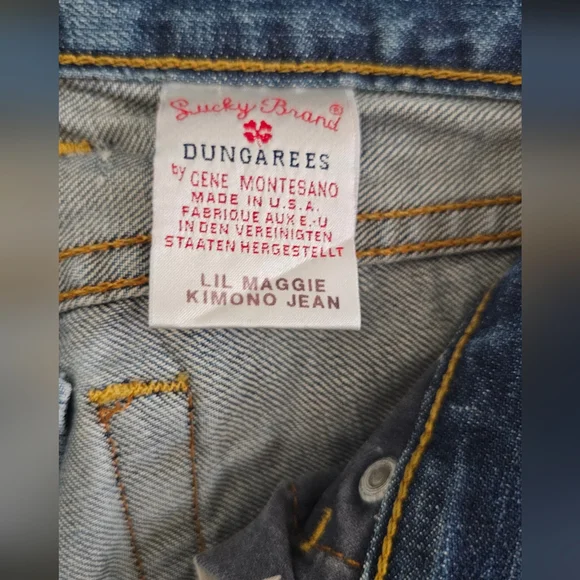 Lucky Brand®
DUNGAREES
by GENE MONTESANO
MADE IN U.S.A.
FABRIQUE AUX E.-U
IN DEN VEREINIGTEN
STAATEN HERGESTELLT
LIL MAGGIE
KIMONO JEAN